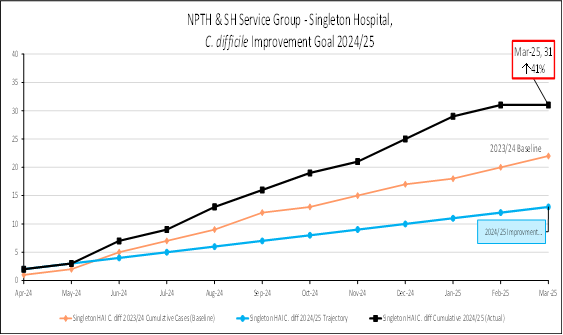 NPTH & SH Service Group - Singleton Hospital,
C. difficile Improvement Goal 2024/25
Mar-25, 31
↑41%
40
35
30
25
20
15
10
5
0
2023/24 Baseline
2024/25 Improvment...
Apr-24 May-24 Jun-24 Jul-24 Aug-24 Sep-24 Oct-24 Nov-24 Dec-24 Jan-25 Feb-25 Mar-25
Singleton HAI C. diff 2023/24 Cumulative Cases (Baseline) Singleton HAI C. diff 2024/25 Trajectory Singleton HAI C. diff Cumulative 2024/25 (Actual)